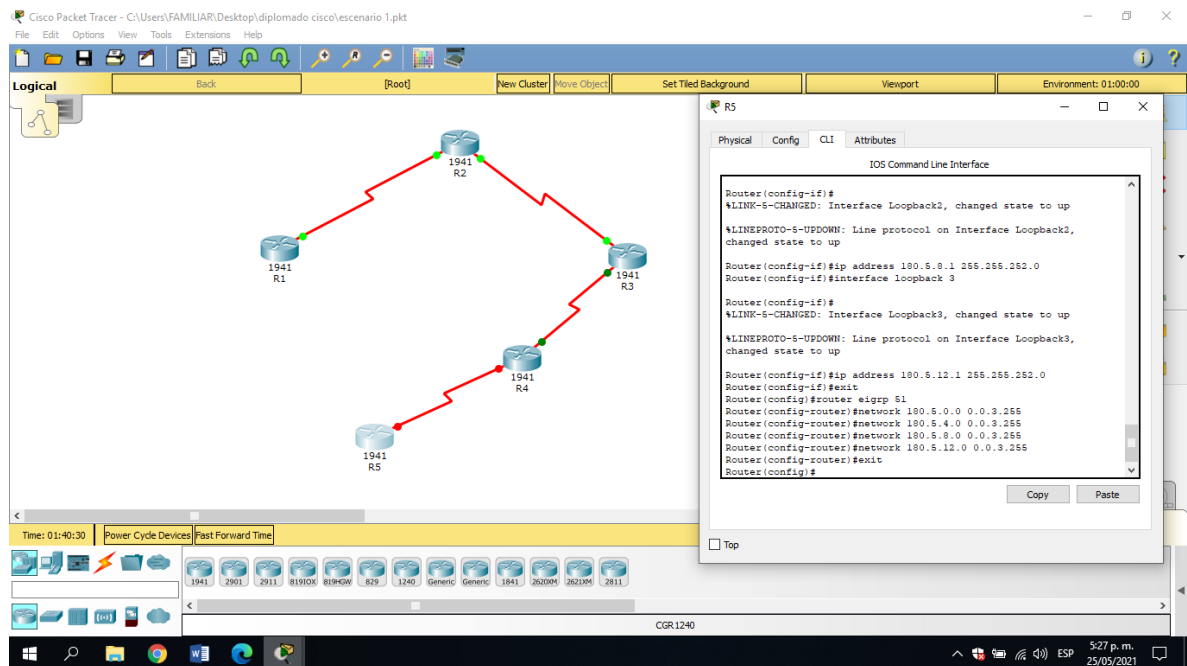 Cisco Packet Tracer - C:\Users\FAMILIAR\Desktop\diplomado cisco\escenario 1.pkt
File Edit Options View Tools Extensions Help
Logical
Back
[Root]
New Cluster
Move Object
Set Tiled Background
Viewport
Environment: 01:00:00
1941
R2
1941
R1
1941
R3
1941
R4
1941
R5
R5
Physical Config CLI Attributes
IOS Command Line Interface
Router(config-if)#
%LINK-5-CHANGED: Interface Loopback2, changed state to up
%LINEPROTO-5-UPDOWN: Line protocol on Interface Loopback2,
changed state to up
Router(config-if)#ip address 180.5.8.1 255.255.252.0
Router(config-if)#interface loopback 3
Router(config-if)#
%LINK-5-CHANGED: Interface Loopback3, changed state to up
%LINEPROTO-5-UPDOWN: Line protocol on Interface Loopback3,
changed state to up
Router(config-if)#ip address 180.5.12.1 255.255.252.0
Router(config-if)#exit
Router(config)#router eigrp 51
Router(config-router)#network 180.5.0.0 0.0.3.255
Router(config-router)#network 180.5.4.0 0.0.3.255
Router(config-router)#network 180.5.8.0 0.0.3.255
Router(config-router)#network 180.5.12.0 0.0.3.255
Router(config-router)#exit
Router(config)#
Copy
Paste
Top
Time: 01:40:30
Power Cycle Devices
Fast Forward Time
1941 2901 2911 819IOX 819HGW 829 1240 Generic Generic 1841 2620XM 2621XM 2811
CGR1240
ESP
5:27 p. m.
25/05/2021